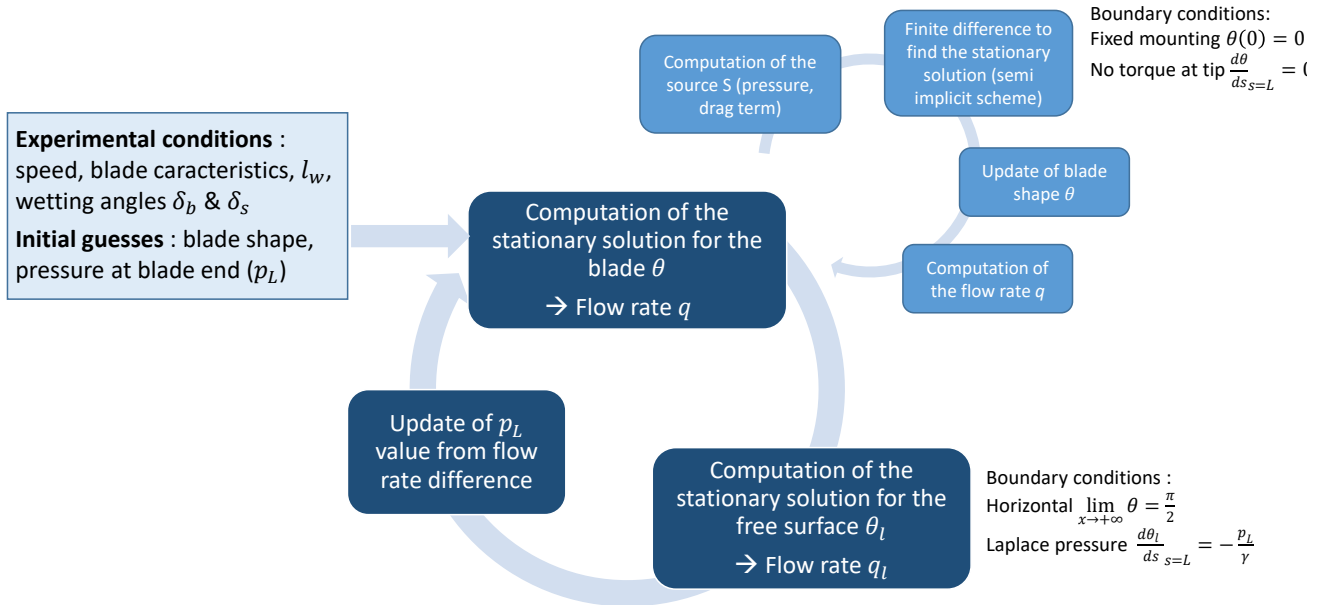 Experimental conditions :
speed, blade caracteristics, l_w,
wetting angles δ_b & δ_s
Initial guesses : blade shape,
pressure at blade end (p_L)
Computation of the
stationary solution for the
blade θ
→ Flow rate q
Computation of the
source S (pressure,
drag term)
Finite difference to
find the stationary
solution (semi
implicit scheme)
Boundary conditions:
Fixed mounting θ(0) = 0
No torque at tip dθ/ds_{s=L} = 0
Update of blade
shape θ
Computation of
the flow rate q
Computation of the
stationary solution for the
free surface θ_l
→ Flow rate q_l
Boundary conditions :
Horizontal lim_{x→+∞} θ = π/2
Laplace pressure dθ_l/ds_{s=L} = −p_L/γ
Update of p_L
value from flow
rate difference